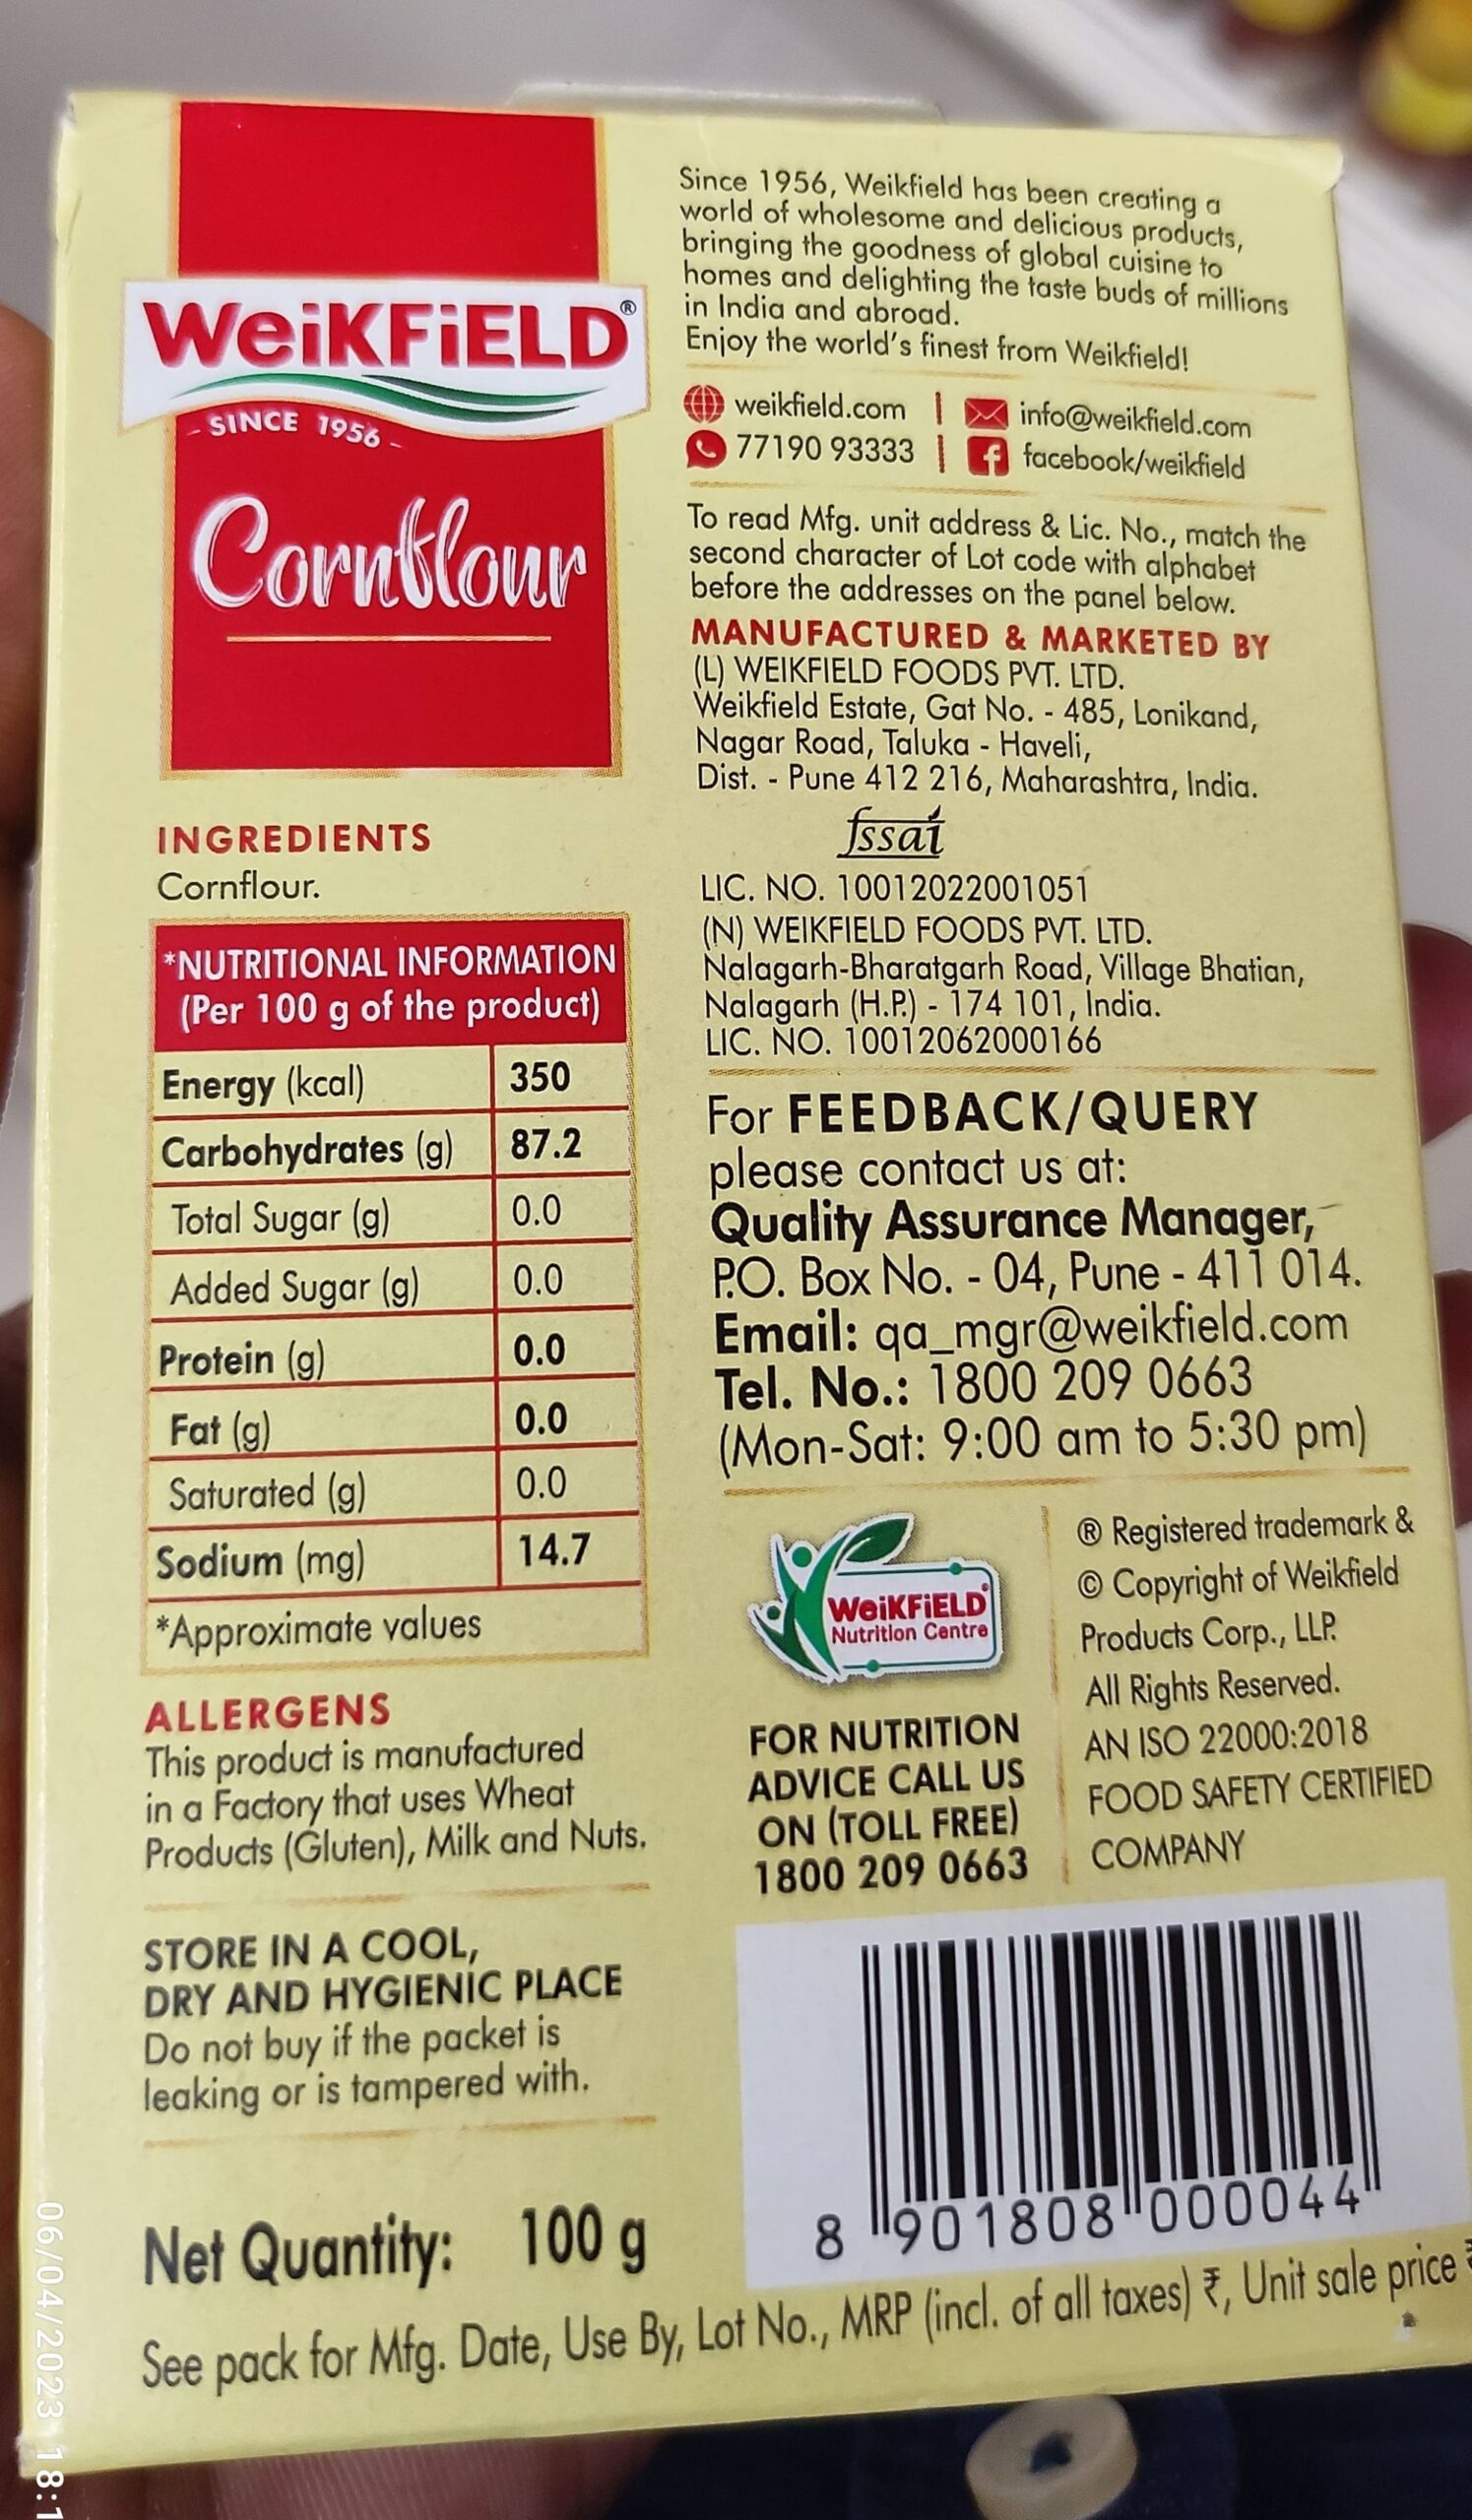 WeiKFiELD®
- SINCE 1956 -
Cornflour
INGREDIENTS
Cornflour.
*NUTRITIONAL INFORMATION
(Per 100 g of the product)
Energy (kcal) 350
Carbohydrates (g) 87.2
Total Sugar (g) 0.0
Added Sugar (g) 0.0
Protein (g) 0.0
Fat (g) 0.0
Saturated (g) 0.0
Sodium (mg) 14.7
*Approximate values
ALLERGENS
This product is manufactured
in a Factory that uses Wheat
Products (Gluten), Milk and Nuts.
STORE IN A COOL,
DRY AND HYGIENIC PLACE
Do not buy if the packet is
leaking or is tampered with.
Net Quantity: 100 g
Since 1956, Weikfield has been creating a
world of wholesome and delicious products,
bringing the goodness of global cuisine to
homes and delighting the taste buds of millions
in India and abroad.
Enjoy the world's finest from Weikfield!
weikfield.com | info@weikfield.com
77190 93333 | facebook/weikfield
To read Mfg. unit address & Lic. No., match the
second character of Lot code with alphabet
before the addresses on the panel below.
MANUFACTURED & MARKETED BY
(L) WEIKFIELD FOODS PVT. LTD.
Weikfield Estate, Gat No. - 485, Lonikand,
Nagar Road, Taluka - Haveli,
Dist. - Pune 412 216, Maharashtra, India.
fssai
LIC. NO. 10012022001051
(N) WEIKFIELD FOODS PVT. LTD.
Nalagarh-Bharatgarh Road, Village Bhatian,
Nalagarh (H.P.) - 174 101, India.
LIC. NO. 10012062000166
For FEEDBACK/QUERY
please contact us at:
Quality Assurance Manager,
P.O. Box No. - 04, Pune - 411 014.
Email: qa_mgr@weikfield.com
Tel. No.: 1800 209 0663
(Mon-Sat: 9:00 am to 5:30 pm)
WeiKFiELD®
Nutrition Centre
FOR NUTRITION
ADVICE CALL US
ON (TOLL FREE)
1800 209 0663
® Registered trademark &
© Copyright of Weikfield
Products Corp., LLP.
All Rights Reserved.
AN ISO 22000:2018
FOOD SAFETY CERTIFIED
COMPANY
8 901808 000044
See pack for Mfg. Date, Use By, Lot No., MRP (incl. of all taxes) ₹, Unit sale price ₹
06/04/2023 18:1